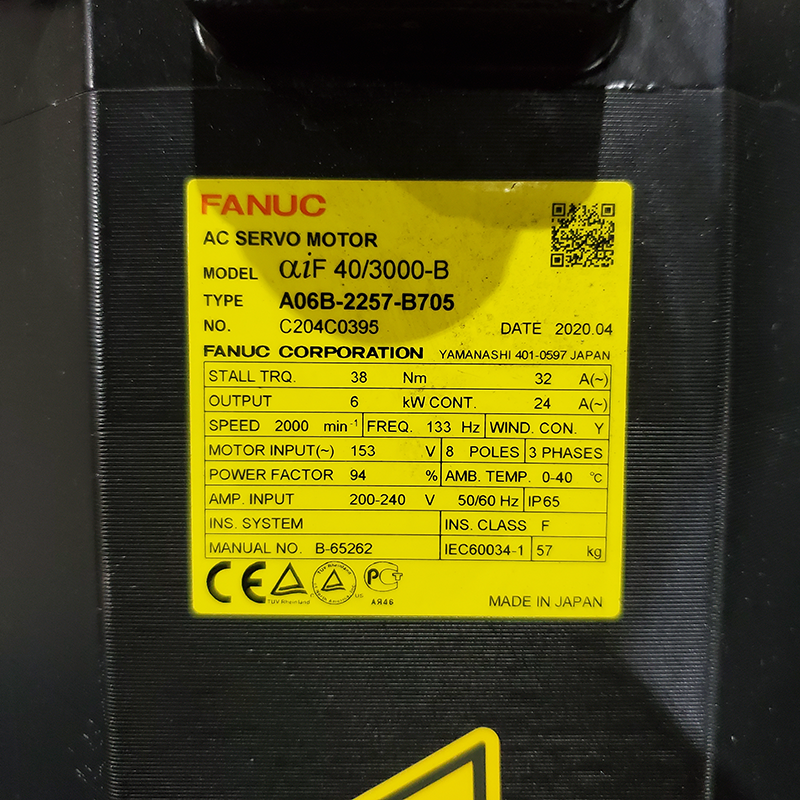 FANUC
AC SERVO MOTOR
MODEL αiF 40/3000-B
TYPE A06B-2257-B705
NO. C204C0395 DATE 2020.04
FANUC CORPORATION YAMANASHI 401-0597 JAPAN
STALL TRQ. 38 Nm 32 A(~)
OUTPUT 6 kW CONT. 24 A(~)
SPEED 2000 min⁻¹ FREQ. 133 Hz WIND. CON. Y
MOTOR INPUT(~) 153 V 8 POLES 3 PHASES
POWER FACTOR 94 % AMB. TEMP. 0-40 ℃
AMP. INPUT 200-240 V 50/60 Hz IP65
INS. SYSTEM INS. CLASS F
MANUAL NO. B-65262 IEC60034-1 57 kg
CE TUV Rheinland C US PCT
АЯ46
MADE IN JAPAN